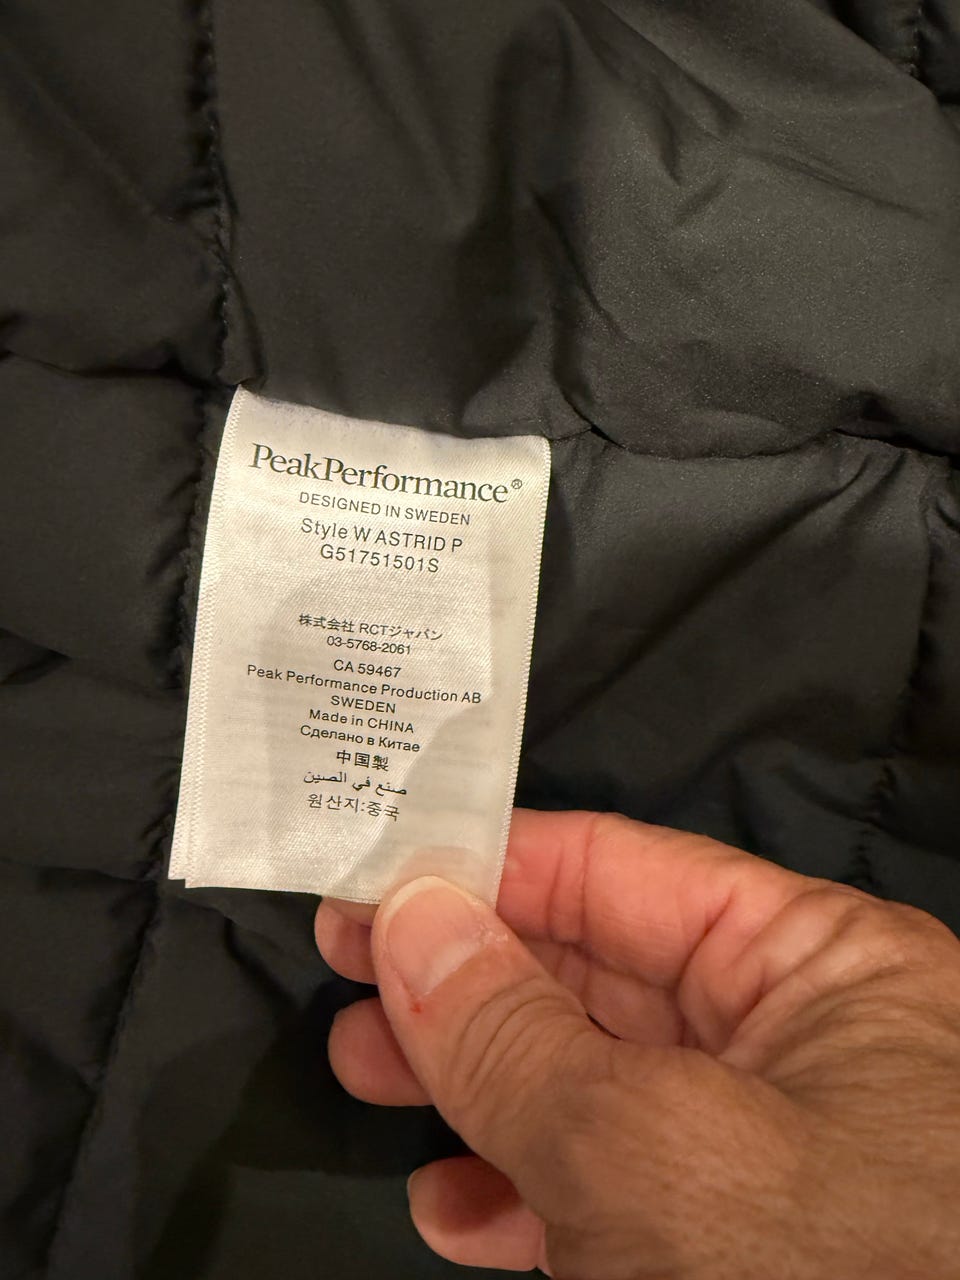 PeakPerformance®
DESIGNED IN SWEDEN
Style W ASTRID P
G51751501S
株式会社 RCTジャパン
03-5768-2061
CA 59467
Peak Performance Production AB
SWEDEN
Made in CHINA
Сделано в Китае
中国製
صنع في الصين
원산지:중국